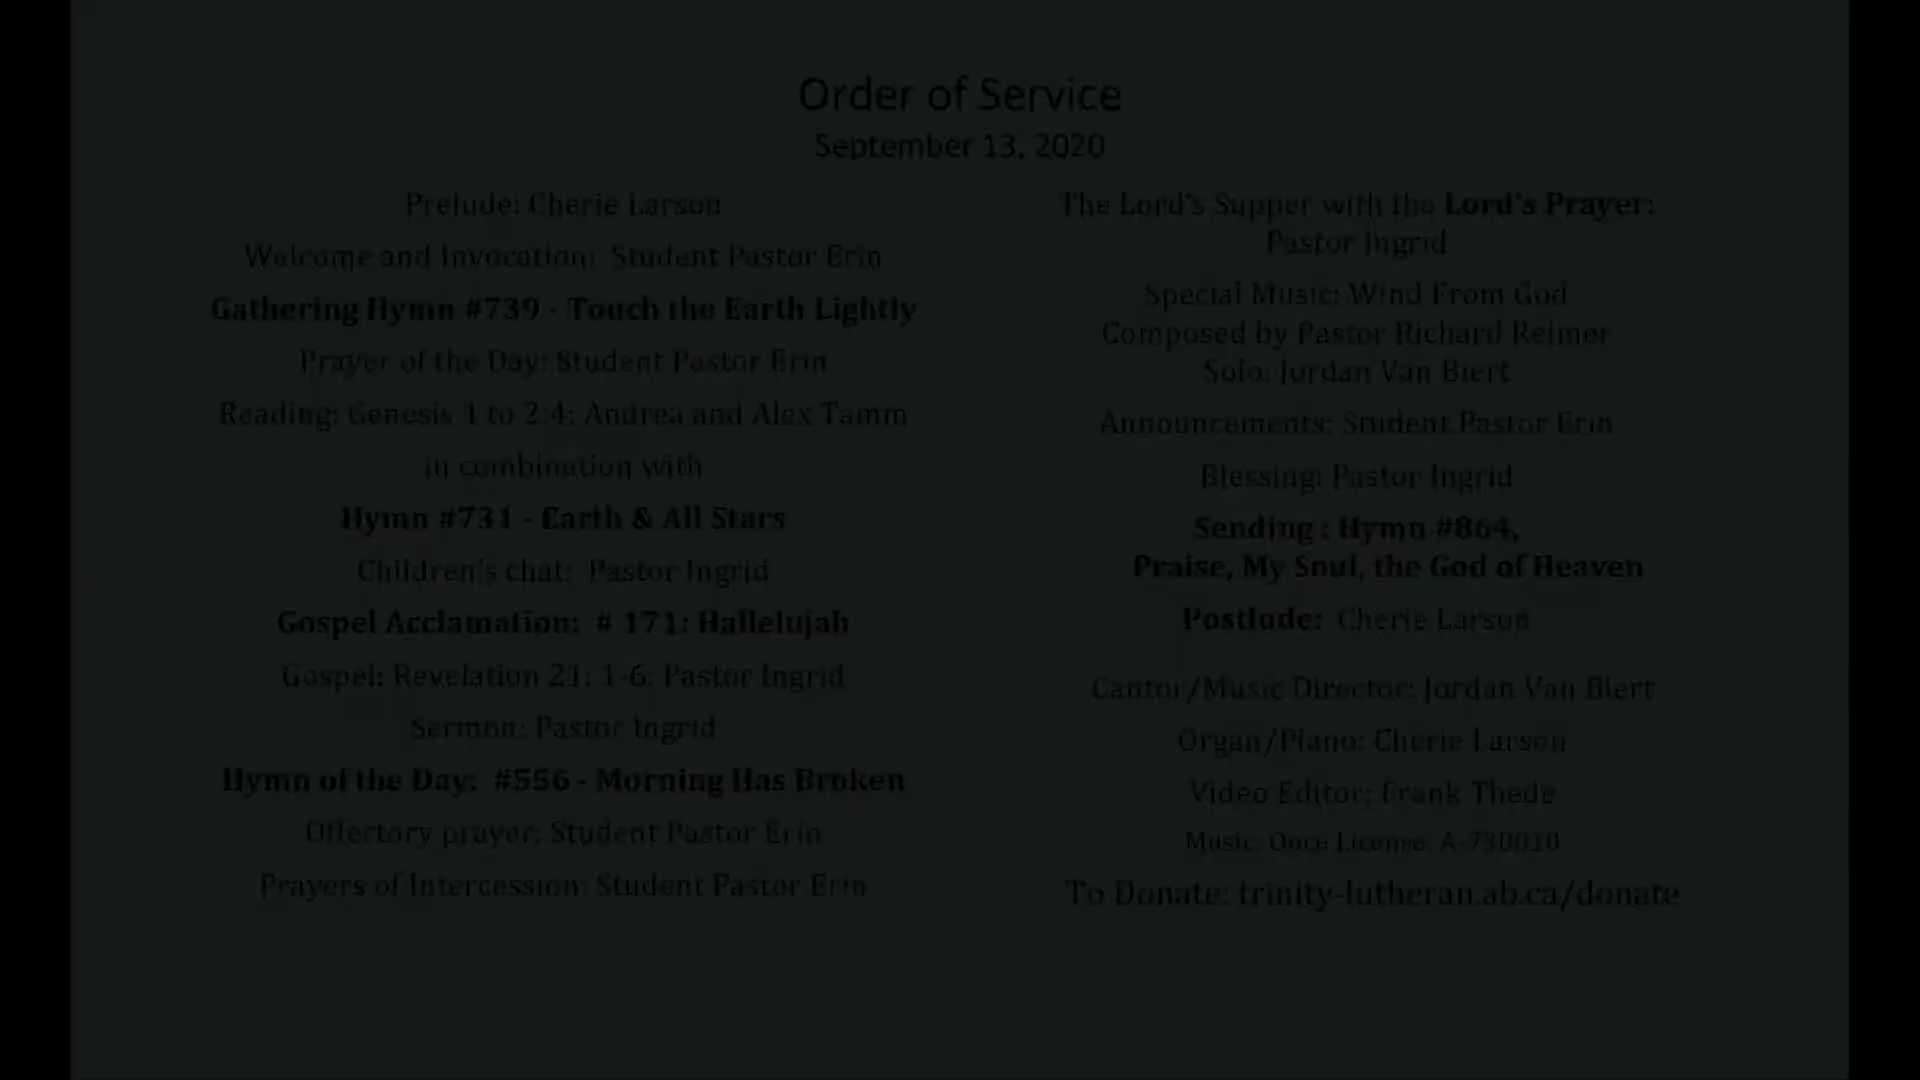 Order of Service
September 13, 2020
Prelude: Cherie Larson
Welcome and Invocation: Student Pastor Erin
Gathering Hymn #739 - Touch the Earth Lightly
Prayer of the Day: Student Pastor Erin
Reading: Genesis 1 to 2:4: Andrea and Alex Tamm
in combination with
Hymn #731 - Earth & All Stars
Children's chat: Pastor Ingrid
Gospel Acclamation: # 171: Hallelujah
Gospel: Revelation 21: 1-6: Pastor Ingrid
Sermon: Pastor Ingrid
Hymn of the Day: #556 - Morning Has Broken
Offertory prayer: Student Pastor Erin
Prayers of Intercession: Student Pastor Erin
The Lord's Supper with the Lord's Prayer:
Pastor Ingrid
Special Music: Wind From God
Composed by Pastor Richard Reimer
Solo: Jordan Van Biert
Announcements: Student Pastor Erin
Blessing: Pastor Ingrid
Sending : Hymn #864,
Praise, My Soul, the God of Heaven
Postlude: Cherie Larson
Cantor/Music Director: Jordan Van Biert
Organ/Piano: Cherie Larson
Video Editor: Frank Thede
Music: License A-730010
To Donate: trinity-lutheran.ab.ca/donate